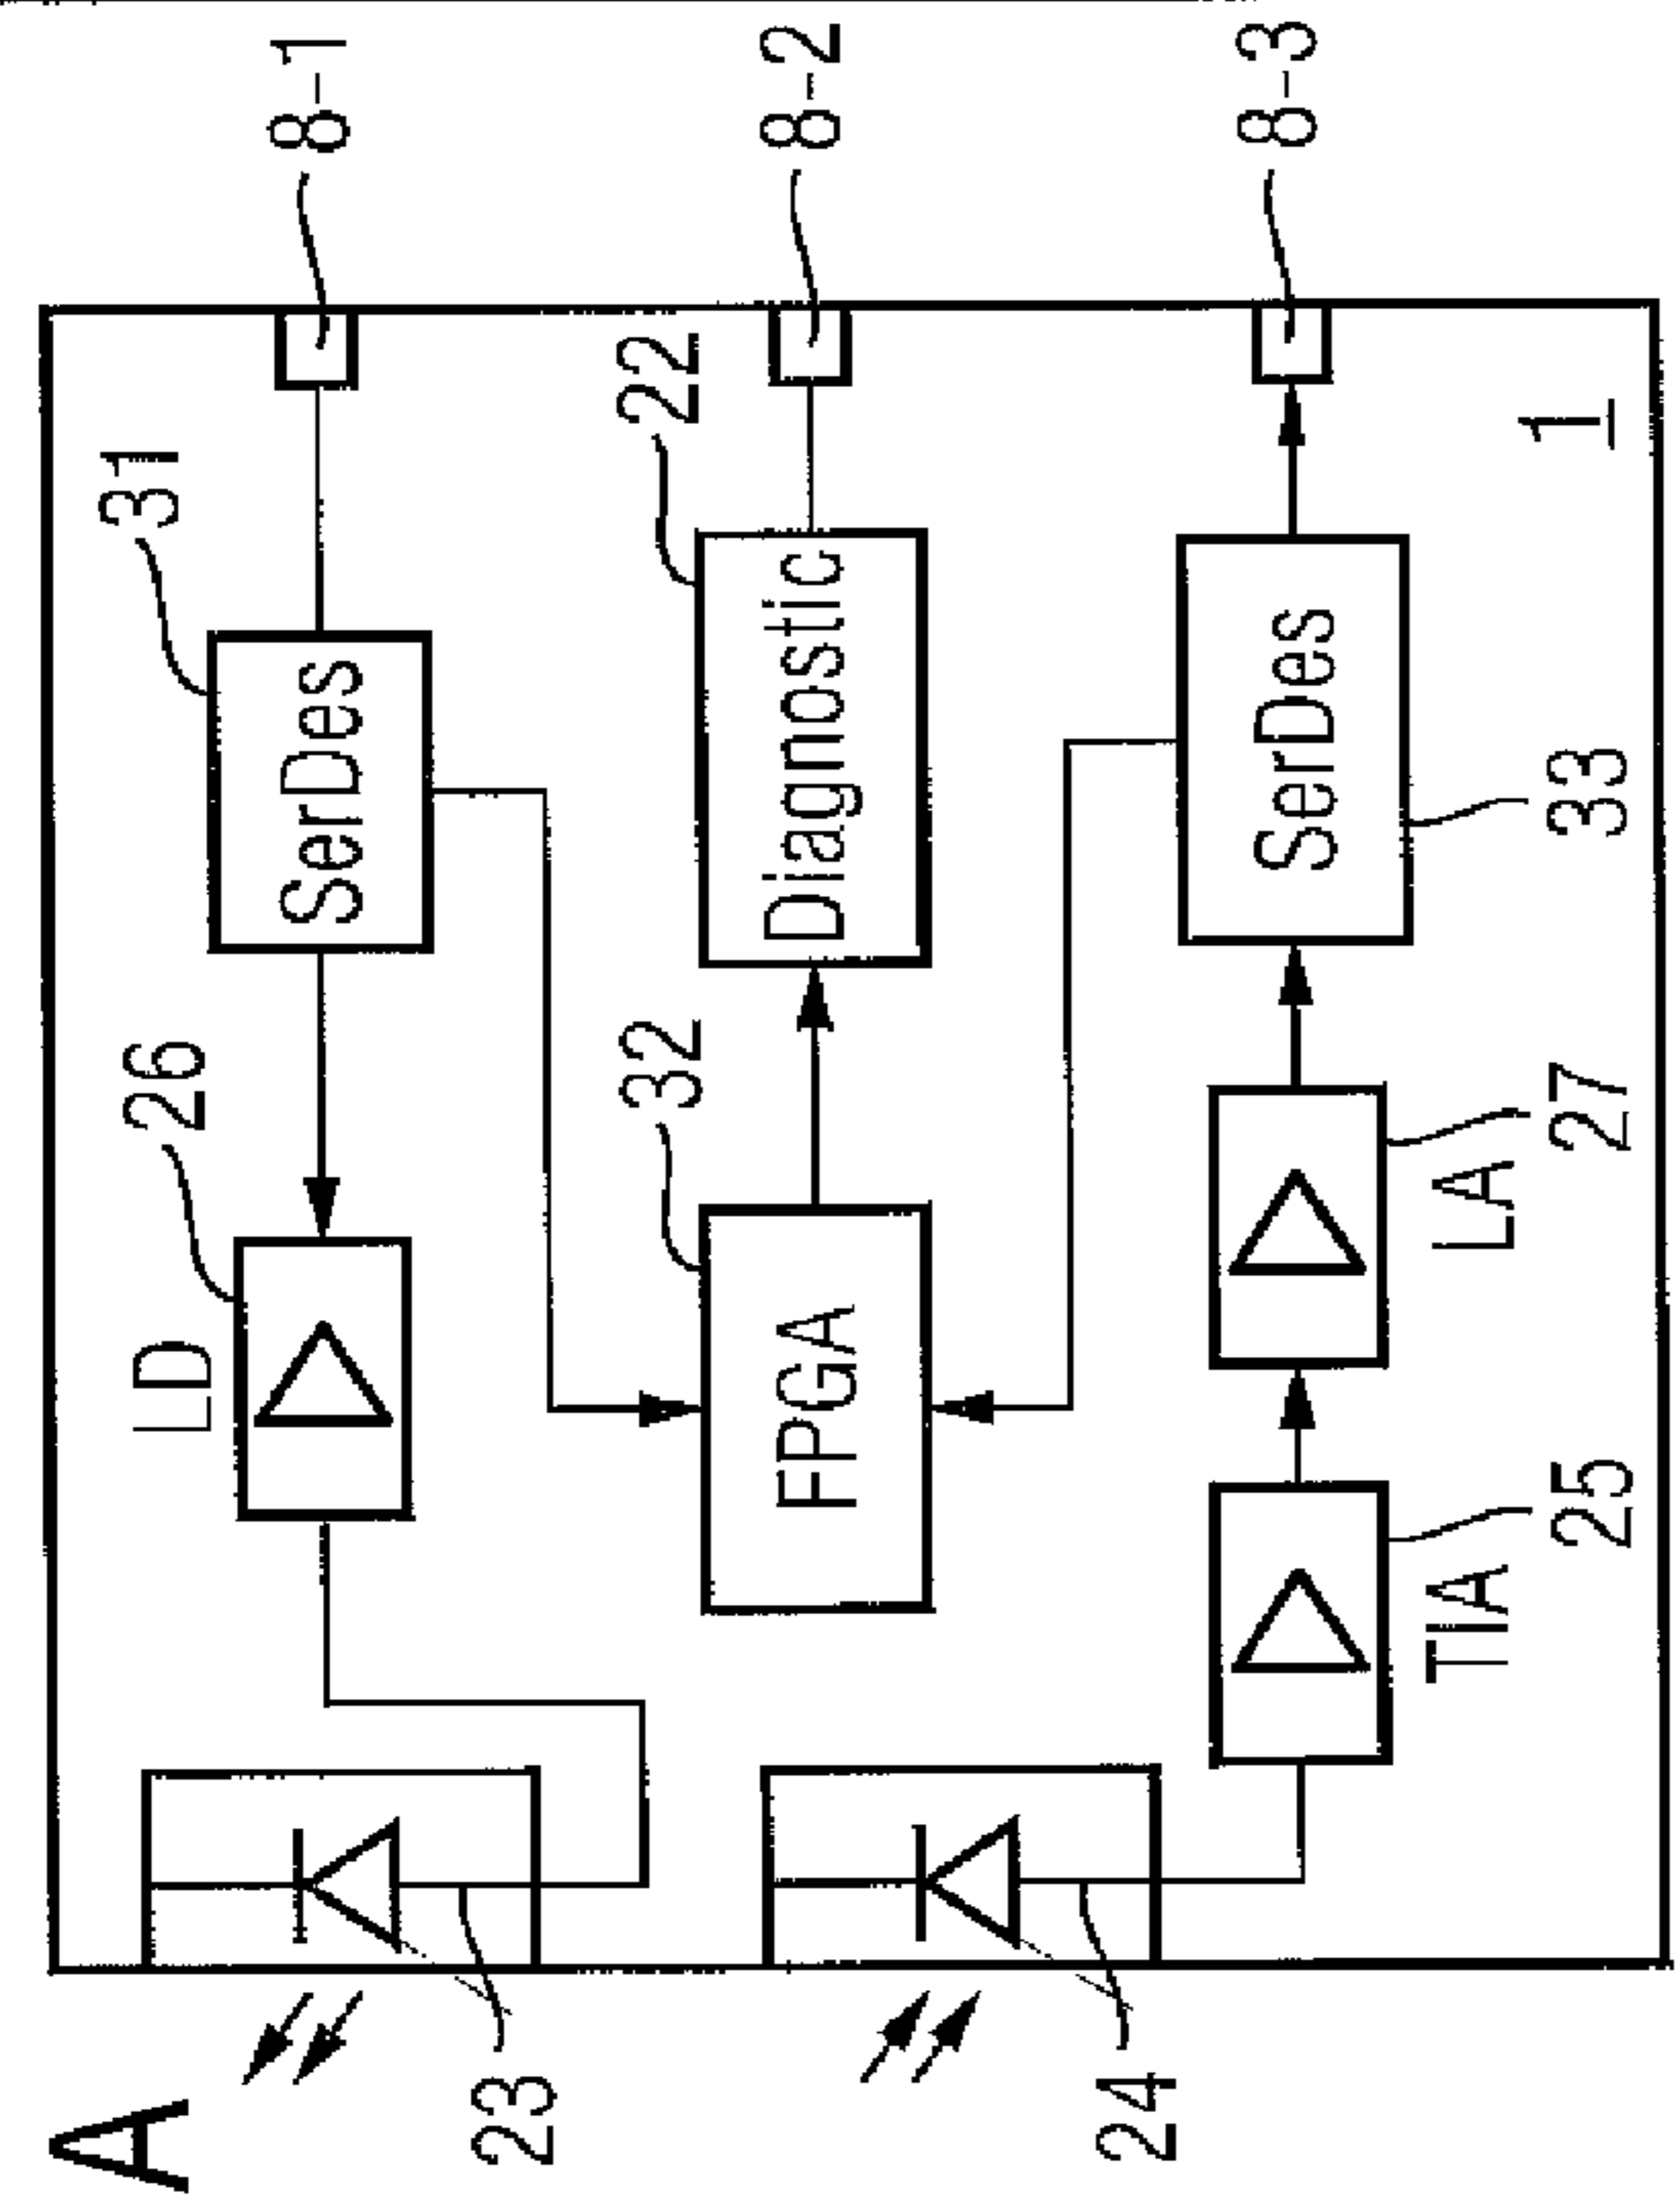 A
23
LD
26
SerDes
31
8-1
FPGA
32
Diagnostic
22
8-2
24
TIA
25
LA
27
SerDes
33
8-3
1